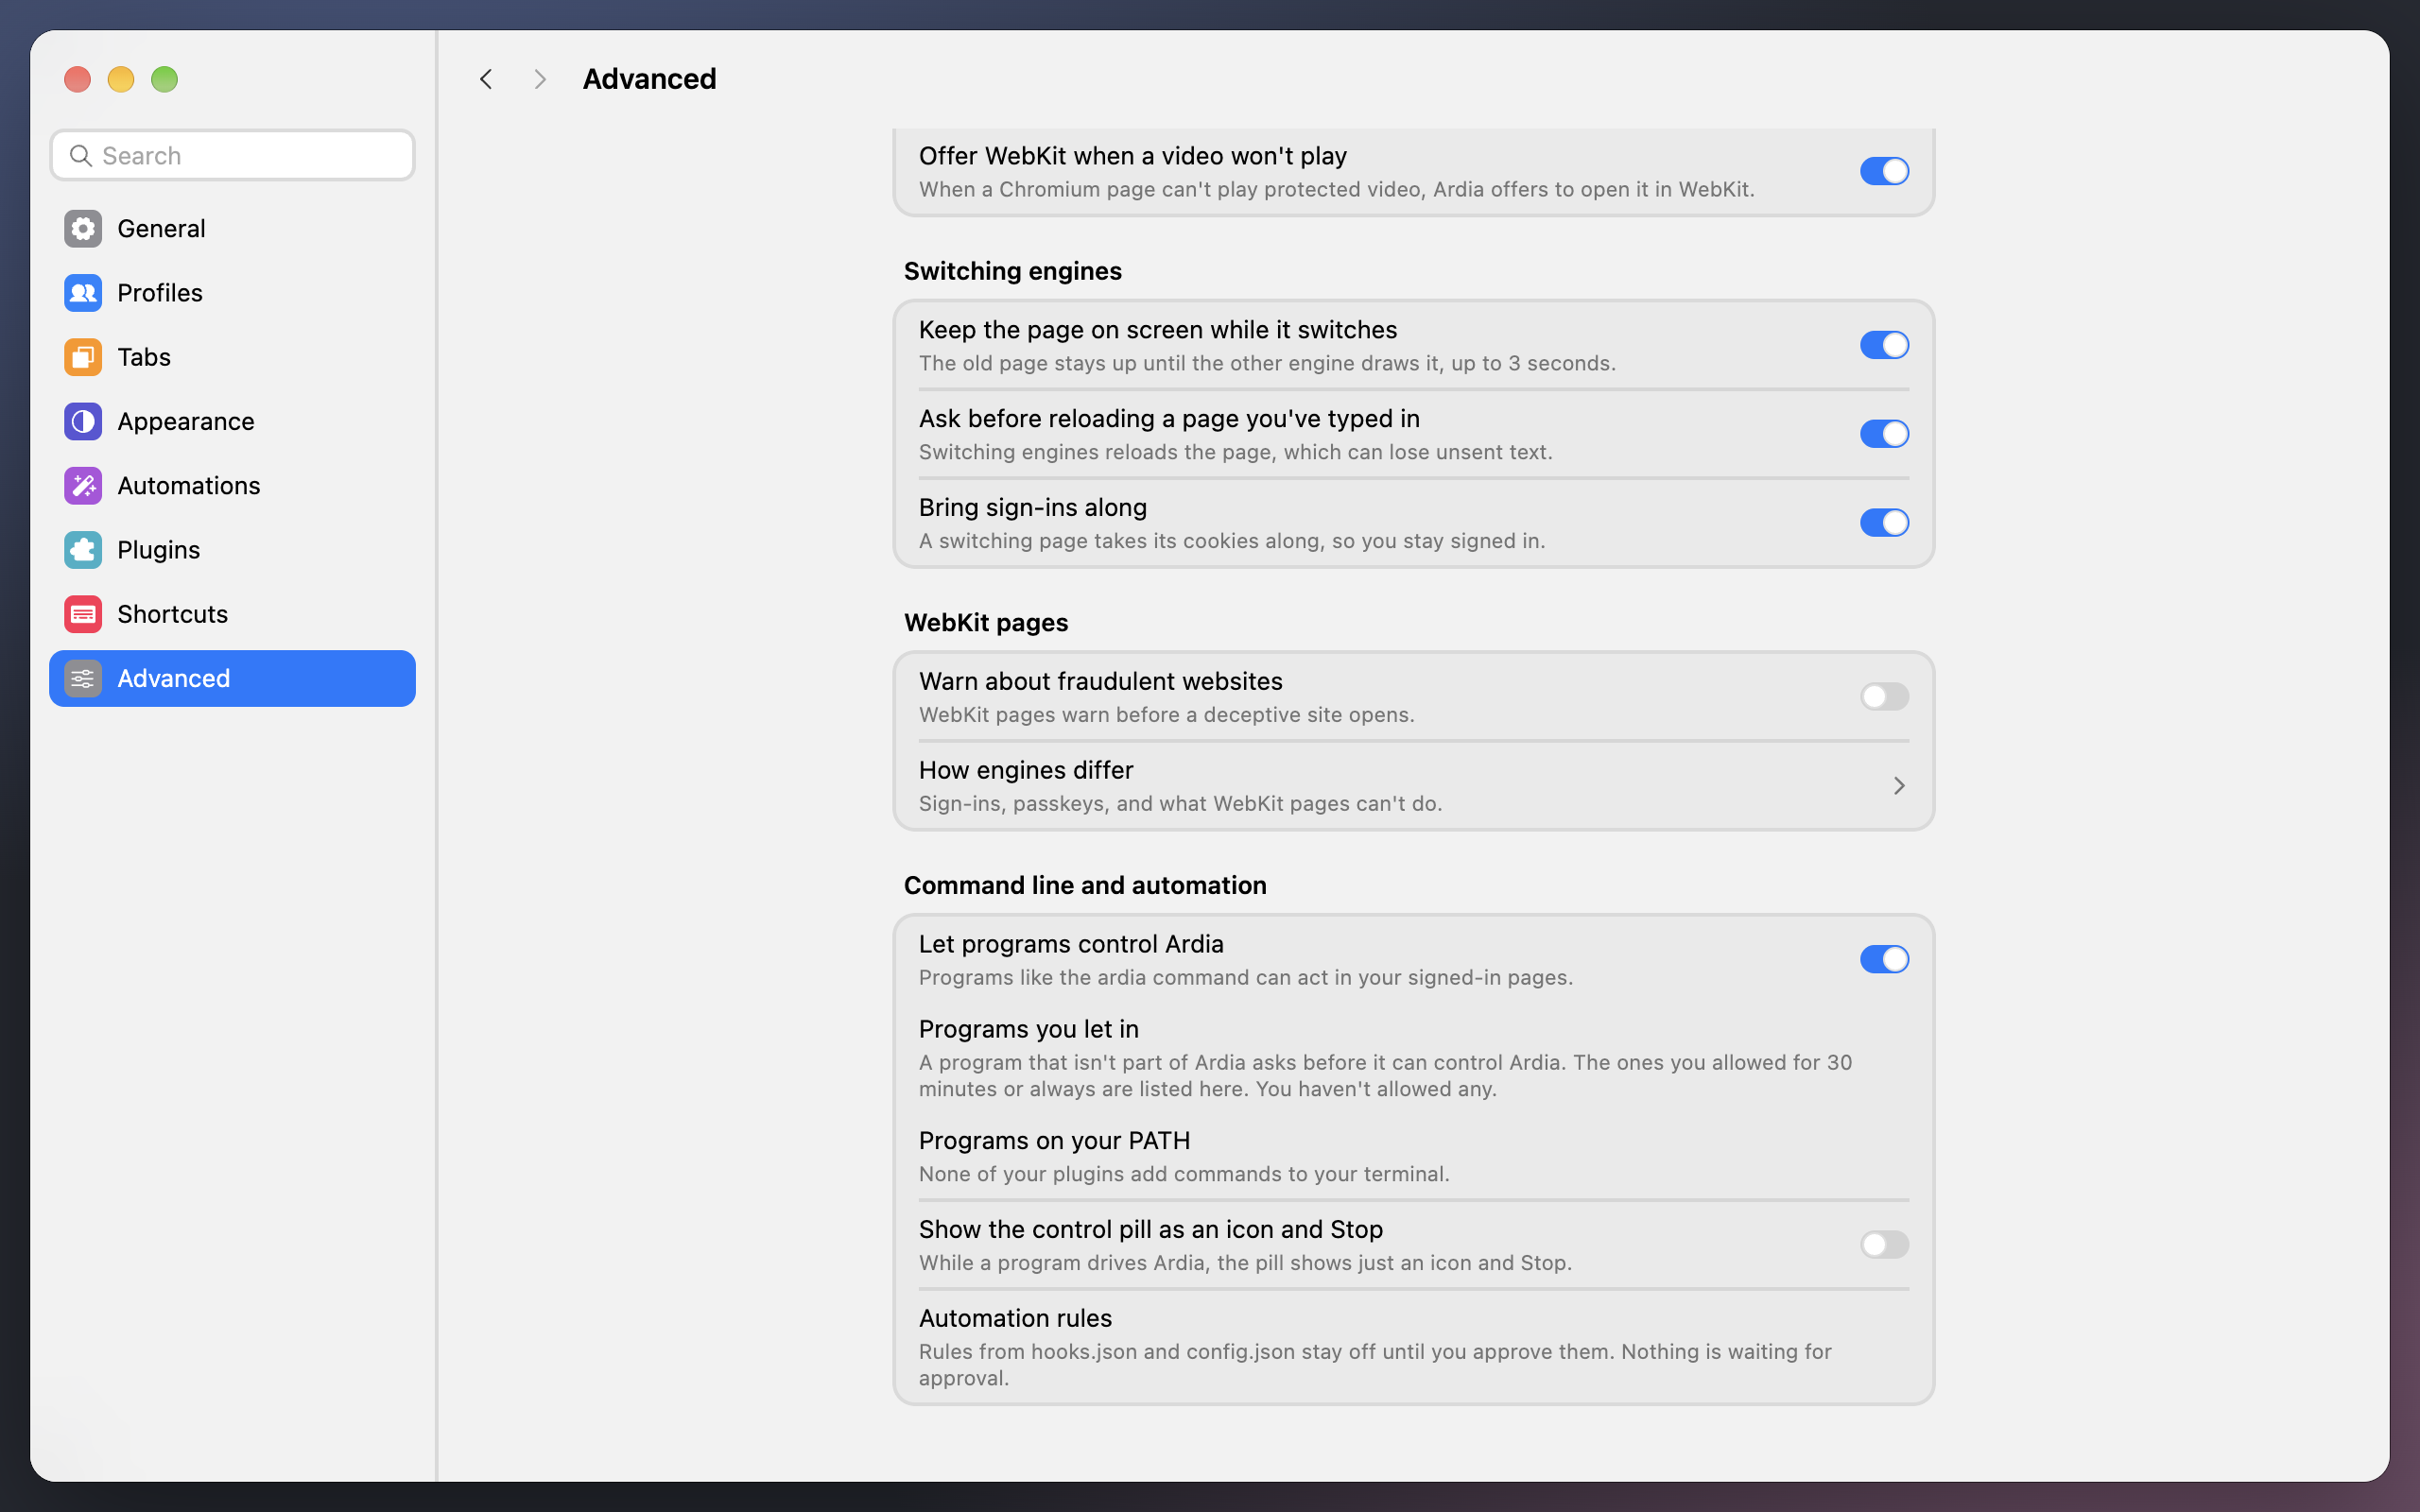 Advanced
Search
General
Profiles
Tabs
Appearance
Automations
Plugins
Shortcuts
Advanced
Offer WebKit when a video won't play
When a Chromium page can't play protected video, Ardia offers to open it in WebKit.
Switching engines
Keep the page on screen while it switches
The old page stays up until the other engine draws it, up to 3 seconds.
Ask before reloading a page you've typed in
Switching engines reloads the page, which can lose unsent text.
Bring sign-ins along
A switching page takes its cookies along, so you stay signed in.
WebKit pages
Warn about fraudulent websites
WebKit pages warn before a deceptive site opens.
How engines differ
Sign-ins, passkeys, and what WebKit pages can't do.
Command line and automation
Let programs control Ardia
Programs like the ardia command can act in your signed-in pages.
Programs you let in
A program that isn't part of Ardia asks before it can control Ardia. The ones you allowed for 30
minutes or always are listed here. You haven't allowed any.
Programs on your PATH
None of your plugins add commands to your terminal.
Show the control pill as an icon and Stop
While a program drives Ardia, the pill shows just an icon and Stop.
Automation rules
Rules from hooks.json and config.json stay off until you approve them. Nothing is waiting for
approval.